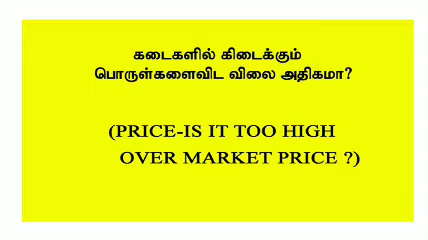 கடைகளில் கிடைக்கும்
பொருள்களைவிட விலை அதிகமா?
(PRICE-IS IT TOO HIGH
OVER MARKET PRICE ?)